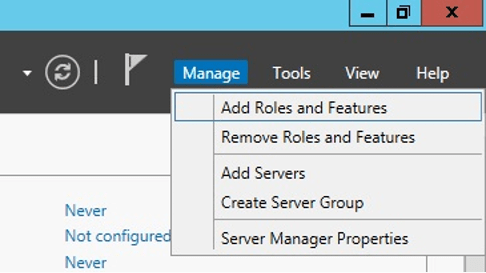 Manage Tools View Help
Add Roles and Features
Remove Roles and Features
Add Servers
Create Server Group
Server Manager Properties
Never
Not configured
Never